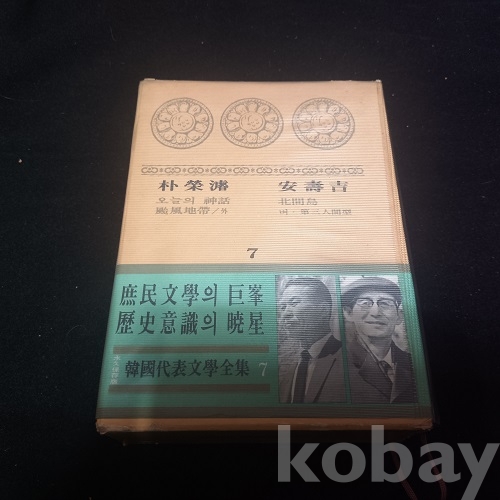 朴榮濬
安壽吉
오늘의 神話
北間島
颱風地帶/外
벼·第三人間型
7
庶民文學의 巨峯
歷史意識의 曉星
韓國代表文學全集 7
kobay